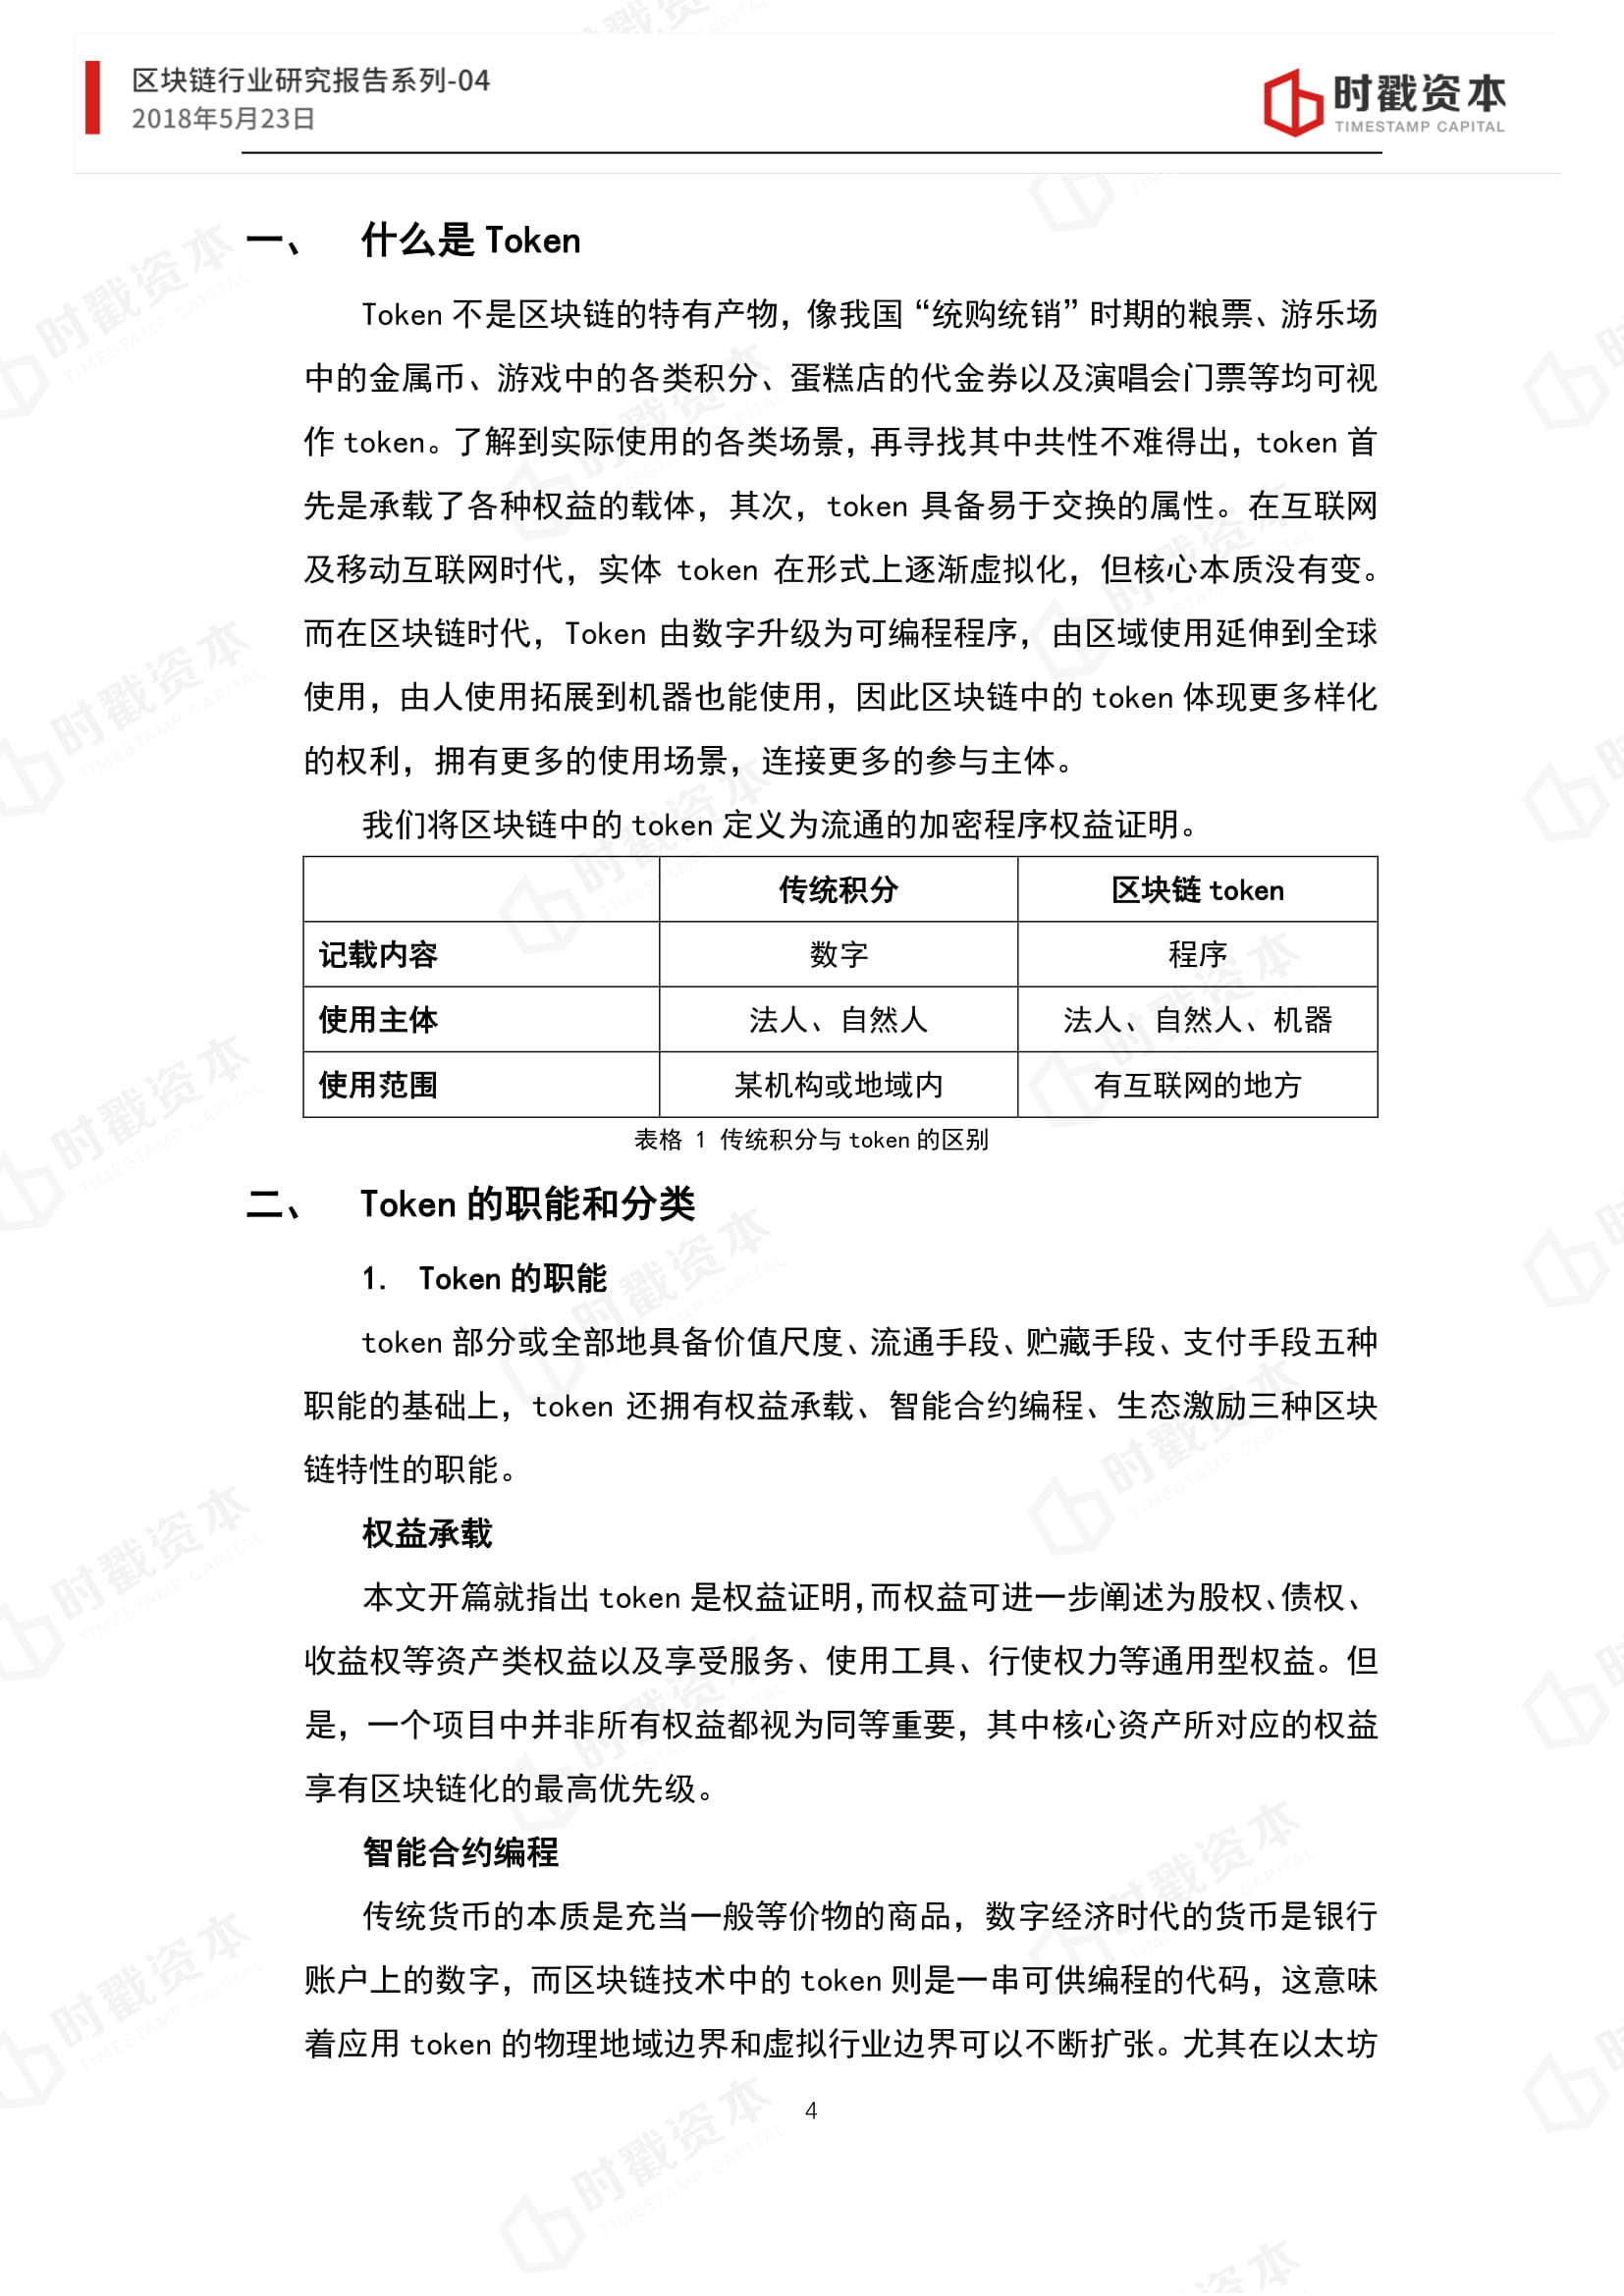 区块链行业研究报告系列-04
2018年5月23日
时戳资本
TIMESTAMP CAPITAL
一、 什么是 Token
Token 不是区块链的特有产物，像我国“统购统销”时期的粮票、游乐场
中的金属币、游戏中的各类积分、蛋糕店的代金券以及演唱会门票等均可视
作 token。了解到实际使用的各类场景，再寻找其中共性不难得出，token 首
先是承载了各种权益的载体，其次，token 具备易于交换的属性。在互联网
及移动互联网时代，实体 token 在形式上逐渐虚拟化，但核心本质没有变。
而在区块链时代，Token 由数字升级为可编程程序，由区域使用延伸到全球
使用，由人使用拓展到机器也能使用，因此区块链中的 token 体现更多样化
的权利，拥有更多的使用场景，连接更多的参与主体。
我们将区块链中的 token 定义为流通的加密程序权益证明。
传统积分 区块链 token
记载内容 数字 程序
使用主体 法人、自然人 法人、自然人、机器
使用范围 某机构或地域内 有互联网的地方
表格 1 传统积分与 token 的区别
二、 Token 的职能和分类
1. Token 的职能
token 部分或全部地具备价值尺度、流通手段、贮藏手段、支付手段五种
职能的基础上，token 还拥有权益承载、智能合约编程、生态激励三种区块
链特性的职能。
权益承载
本文开篇就指出 token 是权益证明，而权益可进一步阐述为股权、债权、
收益权等资产类权益以及享受服务、使用工具、行使权力等通用型权益。但
是，一个项目中并非所有权益都视为同等重要，其中核心资产所对应的权益
享有区块链化的最高优先级。
智能合约编程
传统货币的本质是充当一般等价物的商品，数字经济时代的货币是银行
账户上的数字，而区块链技术中的 token 则是一串可供编程的代码，这意味
着应用 token 的物理地域边界和虚拟行业边界可以不断扩张。尤其在以太坊
4